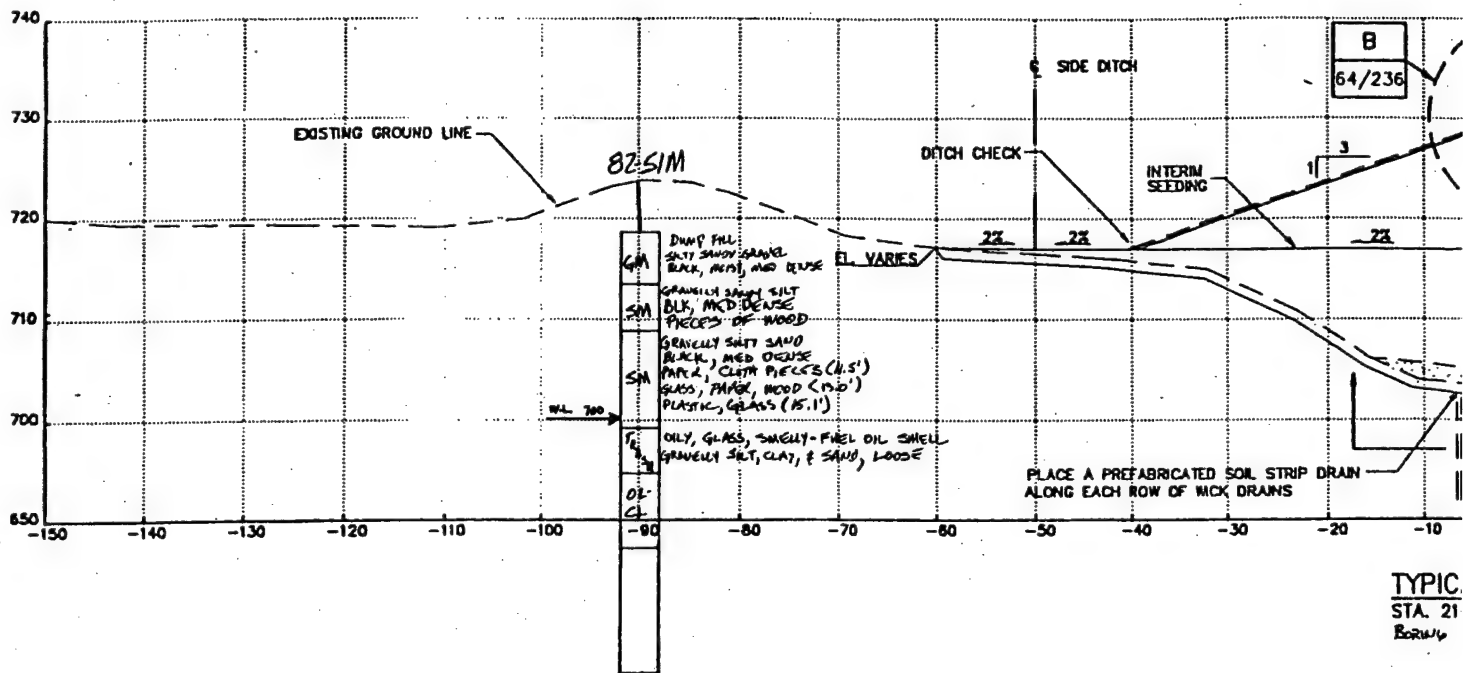 740
730
720
710
700
650
-150
-140
-130
-120
-110
-100
-90
-80
-70
-60
-50
-40
-30
-20
-10
EXISTING GROUND LINE
82-51M
℄ SIDE DITCH
DITCH CHECK
INTERIM
SEEDING
1
3
B
64/236
2%
2%
2%
EL. VARIES
GM
DUMP FILL
SILTY SANDY GRAVEL
BLACK, MOIST, MED DENSE
SM
GRAVELLY SANDY SILT
BLK, MED DENSE
PIECES OF WOOD
SM
GRAVELLY SILTY SAND
BLACK, MED DENSE
PAPER, CLOTH PIECES (11.5')
GLASS, PAPER, WOOD (13.0')
PLASTIC, GLASS (15.1')
W.L. 700
TRASH
OILY, GLASS, SMELLY-FUEL OIL SMELL
GRAVELLY SILT, CLAY, & SAND, LOOSE
OL-
CL
PLACE A PREFABRICATED SOIL STRIP DRAIN
ALONG EACH ROW OF WICK DRAINS
TYPIC
STA. 21
BORING